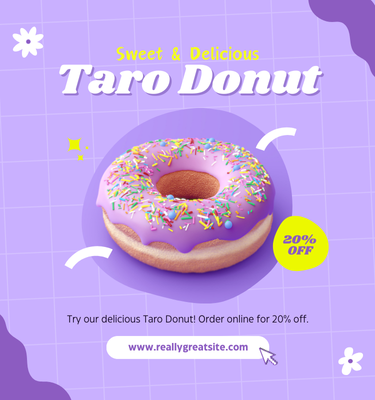 Sweet & Delicious
Taro Donut
20%
OFF
Try our delicious Taro Donut! Order online for 20% off.
www.reallygreatsite.com